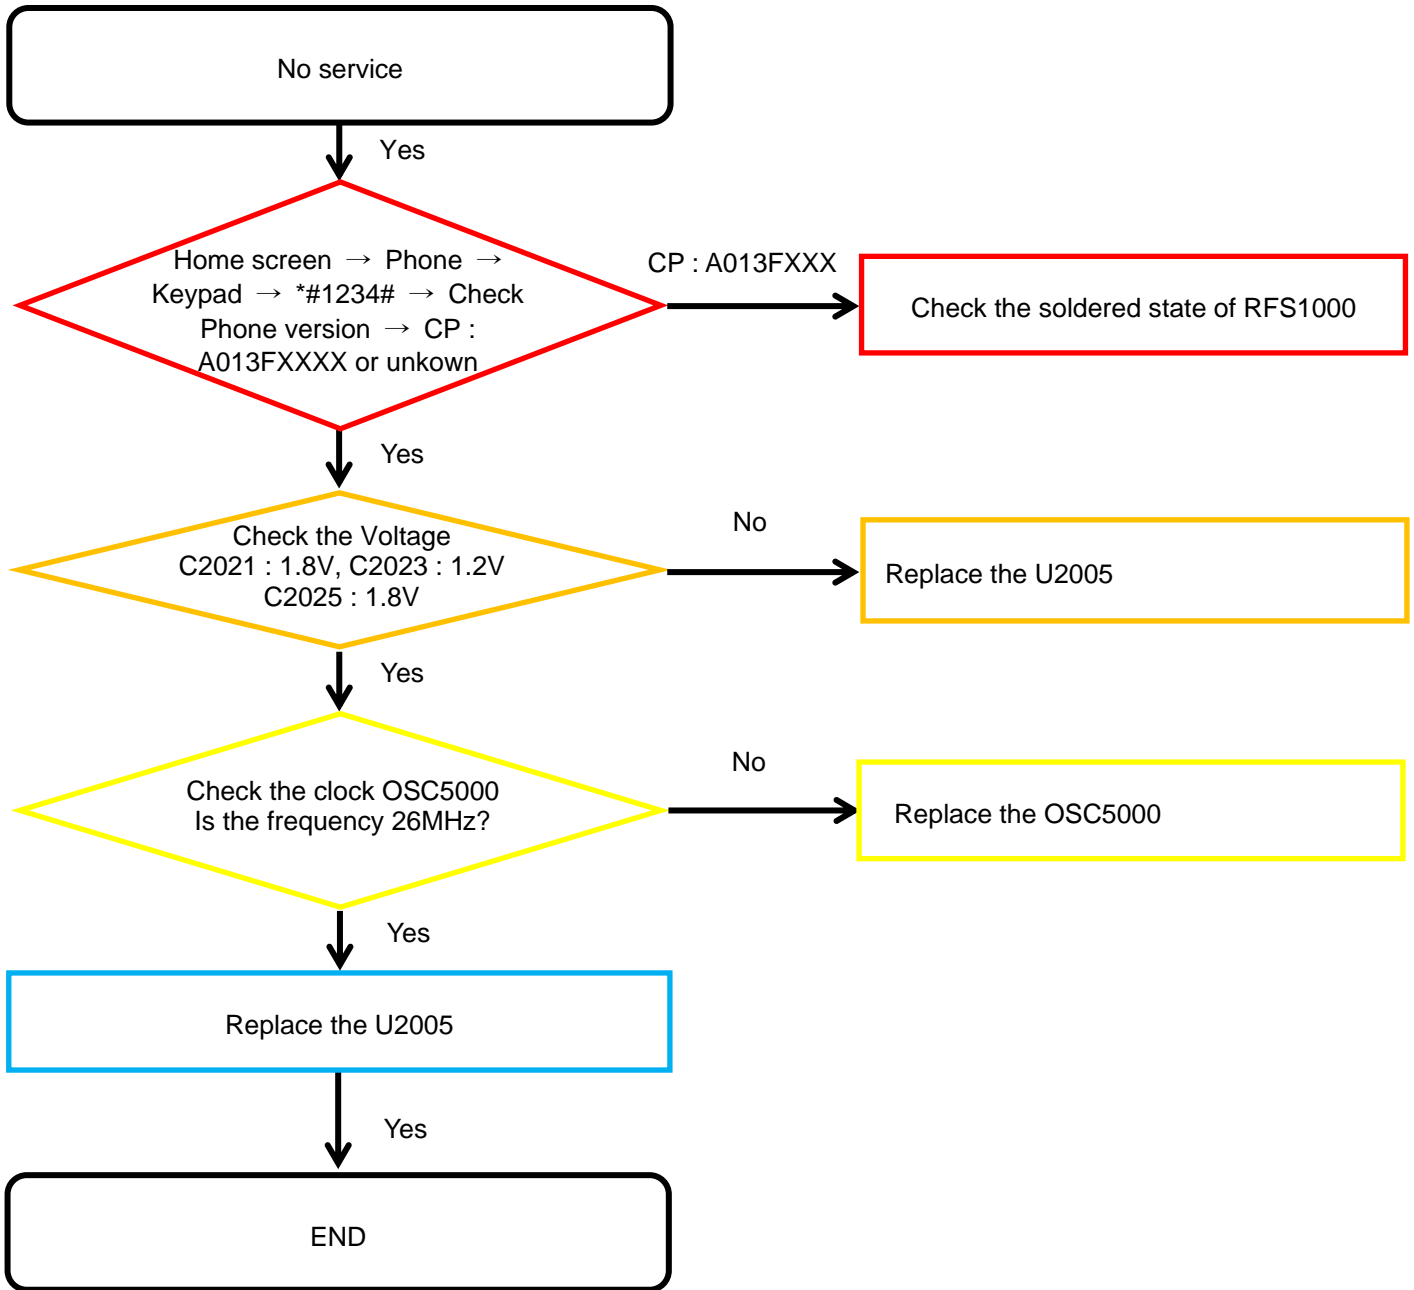 No service
Yes
Home screen → Phone →
Keypad → *#1234# → Check
Phone version → CP :
A013FXXXX or unkown
CP : A013FXXX
Check the soldered state of RFS1000
Yes
Check the Voltage
C2021 : 1.8V, C2023 : 1.2V
C2025 : 1.8V
No
Replace the U2005
Yes
Check the clock OSC5000
Is the frequency 26MHz?
No
Replace the OSC5000
Yes
Replace the U2005
Yes
END